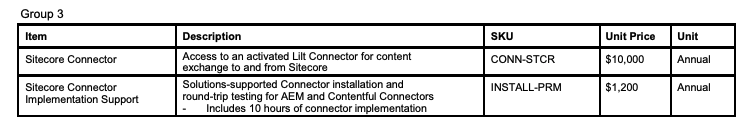 Group 3
Item Description SKU Unit Price Unit
Sitecore Connector Access to an activated Lilt Connector for content exchange to and from Sitecore CONN-STCR $10,000 Annual
Sitecore Connector Implementation Support Solutions-supported Connector installation and round-trip testing for AEM and Contentful Connectors INSTALL-PRM $1,200 Annual
- Includes 10 hours of connector implementation